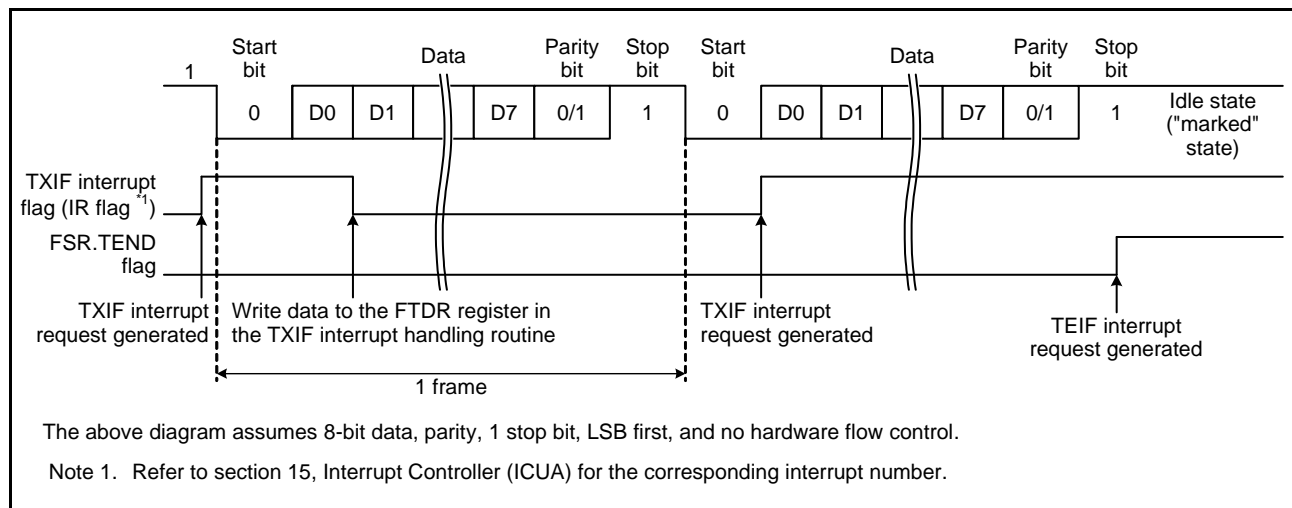 Start bit
Data
Parity bit
Stop bit
Start bit
Data
Parity bit
Stop bit
1
0
D0
D1
D7
0/1
1
0
D0
D1
D7
0/1
1
Idle state
("marked"
state)
TXIF interrupt
flag (IR flag *1)
FSR.TEND
flag
TXIF interrupt
request generated
Write data to the FTDR register in
the TXIF interrupt handling routine
TXIF interrupt
request generated
TEIF interrupt
request generated
1 frame
The above diagram assumes 8-bit data, parity, 1 stop bit, LSB first, and no hardware flow control.
Note 1. Refer to section 15, Interrupt Controller (ICUA) for the corresponding interrupt number.